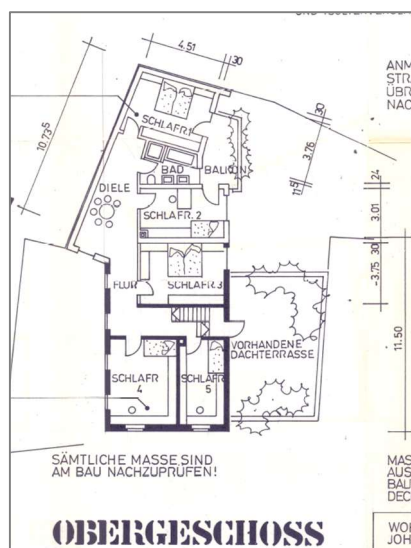 4.51
30
ANM
STR
ÜBR
NAC
SCHLAFR.1
30
3.76
10.73⁵
BAD
BALKON
DIELE
11.5
24
SCHLAFR. 2
3.01
30
FLUR
SCHLAFR.3
3.75
11.50
VORHANDENE
DACHTERRASSE
SCHLAFR
4
SCHLAFR
5
SÄMTLICHE MASSE SIND
AM BAU NACHZUPRÜFEN!
MAS
AUS
BAU
DEC
OBERGESCHOSS
WOH
JOH